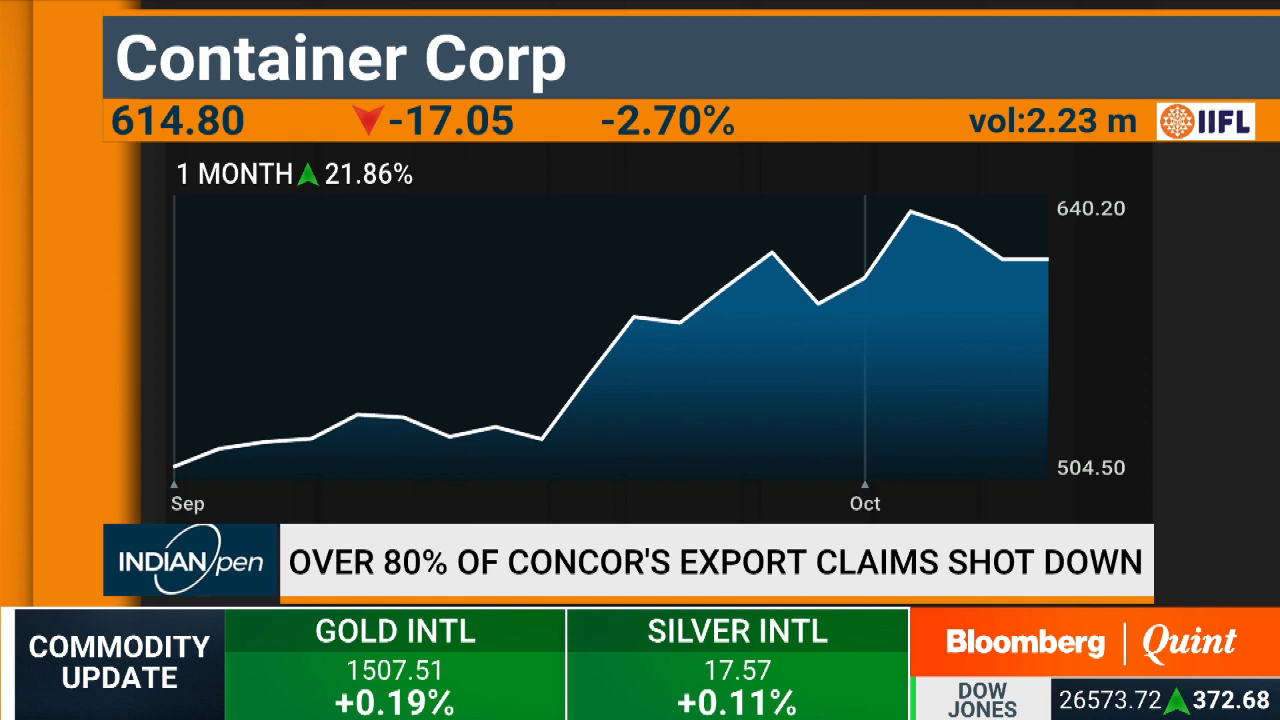 Container Corp
614.80 -17.05 -2.70% vol:2.23 m IIFL
1 MONTH 21.86%
640.20
504.50
Sep Oct
INDIAN Open
OVER 80% OF CONCOR'S EXPORT CLAIMS SHOT DOWN
COMMODITY
UPDATE
GOLD INTL
1507.51
+0.19%
SILVER INTL
17.57
+0.11%
Bloomberg | Quint
DOW
JONES
26573.72 372.68